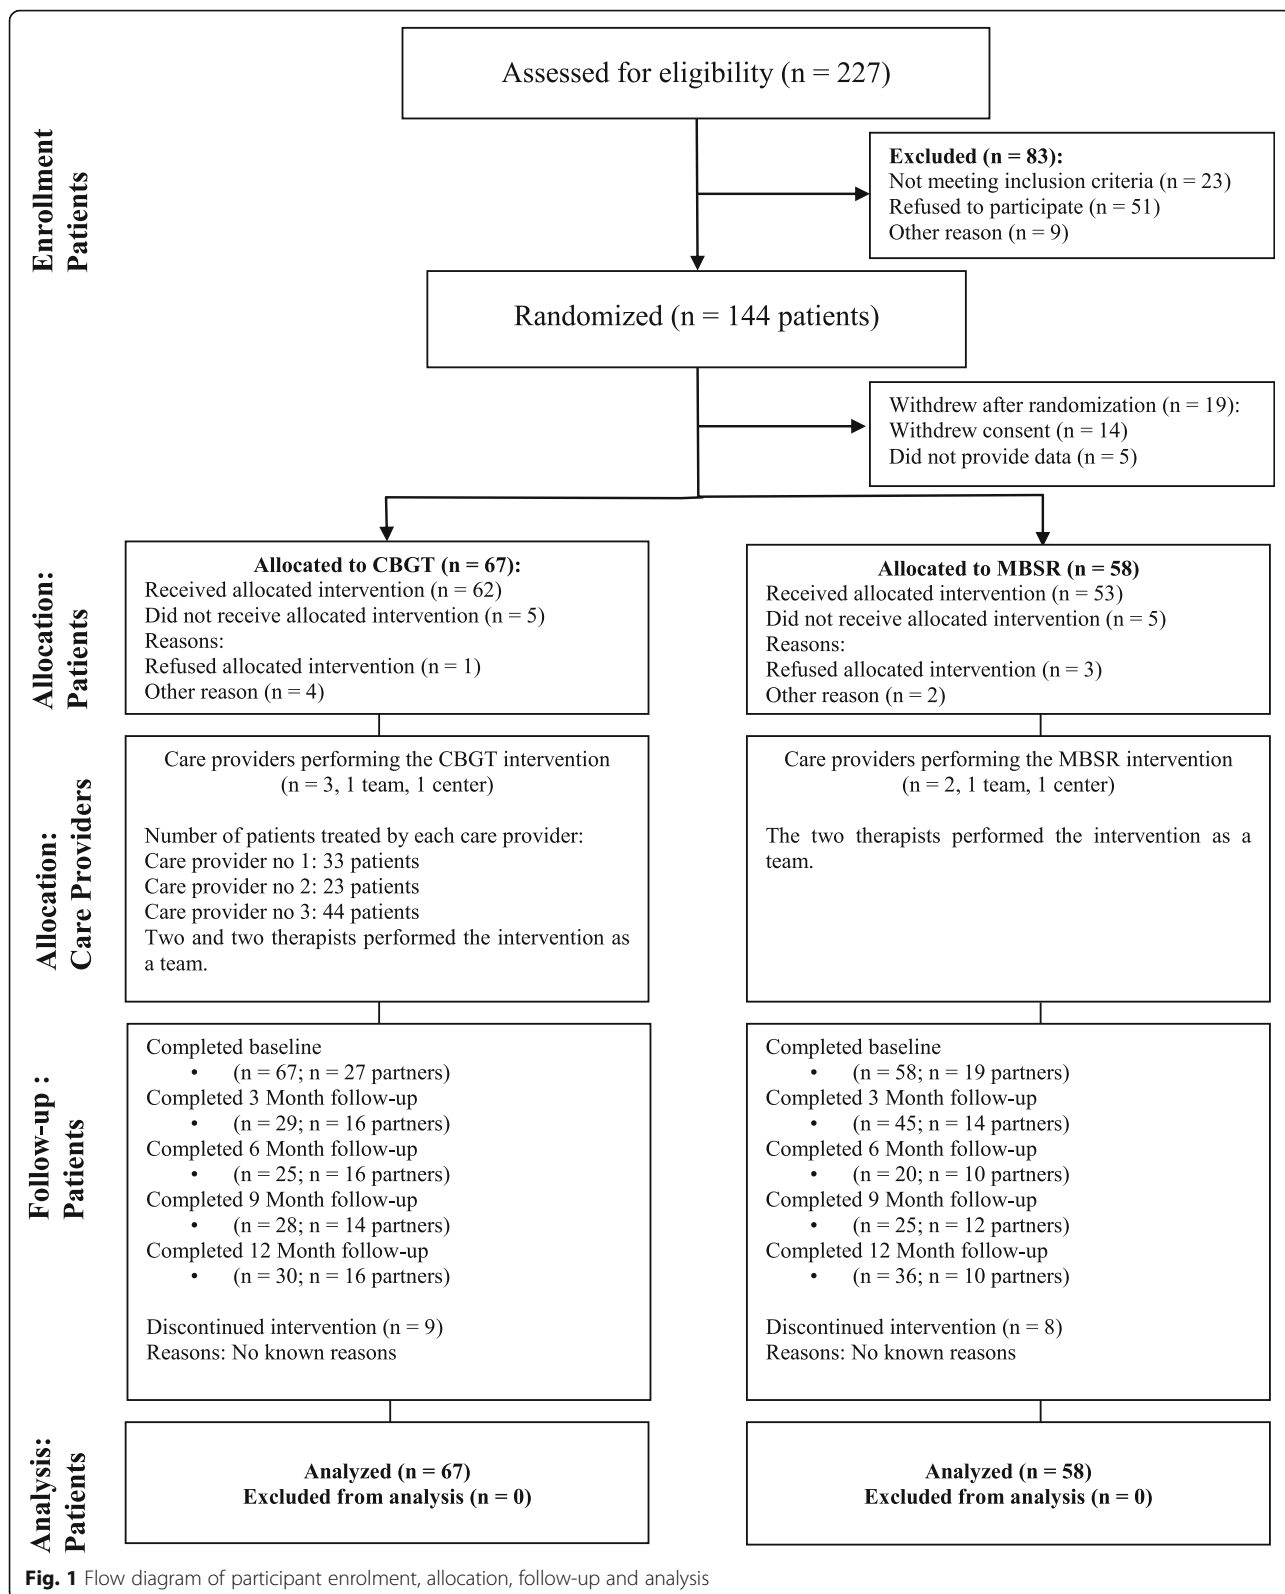 Assessed for eligibility (n = 227)
Enrollment
Patients
Excluded (n = 83):
Not meeting inclusion criteria (n = 23)
Refused to participate (n = 51)
Other reason (n = 9)
Randomized (n = 144 patients)
Withdrew after randomization (n = 19):
Withdrew consent (n = 14)
Did not provide data (n = 5)
Allocation:
Patients
Allocated to CBGT (n = 67):
Received allocated intervention (n = 62)
Did not receive allocated intervention (n = 5)
Reasons:
Refused allocated intervention (n = 1)
Other reason (n = 4)
Allocated to MBSR (n = 58)
Received allocated intervention (n = 53)
Did not receive allocated intervention (n = 5)
Reasons:
Refused allocated intervention (n = 3)
Other reason (n = 2)
Allocation:
Care Providers
Care providers performing the CBGT intervention
(n = 3, 1 team, 1 center)
Number of patients treated by each care provider:
Care provider no 1: 33 patients
Care provider no 2: 23 patients
Care provider no 3: 44 patients
Two and two therapists performed the intervention as
a team.
Care providers performing the MBSR intervention
(n = 2, 1 team, 1 center)
The two therapists performed the intervention as a
team.
Follow-up :
Patients
Completed baseline
• (n = 67; n = 27 partners)
Completed 3 Month follow-up
• (n = 29; n = 16 partners)
Completed 6 Month follow-up
• (n = 25; n = 16 partners)
Completed 9 Month follow-up
• (n = 28; n = 14 partners)
Completed 12 Month follow-up
• (n = 30; n = 16 partners)
Discontinued intervention (n = 9)
Reasons: No known reasons
Completed baseline
• (n = 58; n = 19 partners)
Completed 3 Month follow-up
• (n = 45; n = 14 partners)
Completed 6 Month follow-up
• (n = 20; n = 10 partners)
Completed 9 Month follow-up
• (n = 25; n = 12 partners)
Completed 12 Month follow-up
• (n = 36; n = 10 partners)
Discontinued intervention (n = 8)
Reasons: No known reasons
Analysis:
Patients
Analyzed (n = 67)
Excluded from analysis (n = 0)
Analyzed (n = 58)
Excluded from analysis (n = 0)
Fig. 1 Flow diagram of participant enrolment, allocation, follow-up and analysis